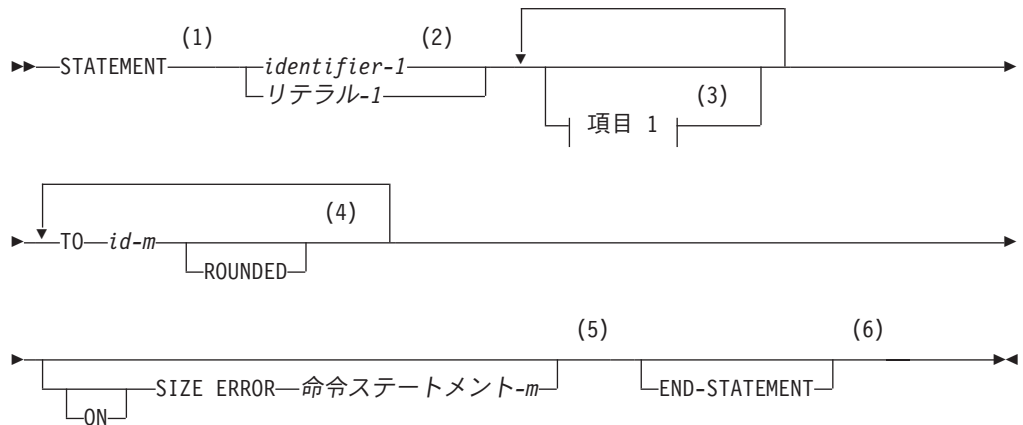 (1) (2)
STATEMENT identifier-1
リテラル-1 (3)
項目 1
(4)
TO id-m
ROUNDED
(5) (6)
SIZE ERROR 命令ステートメント-m END-STATEMENT
ON